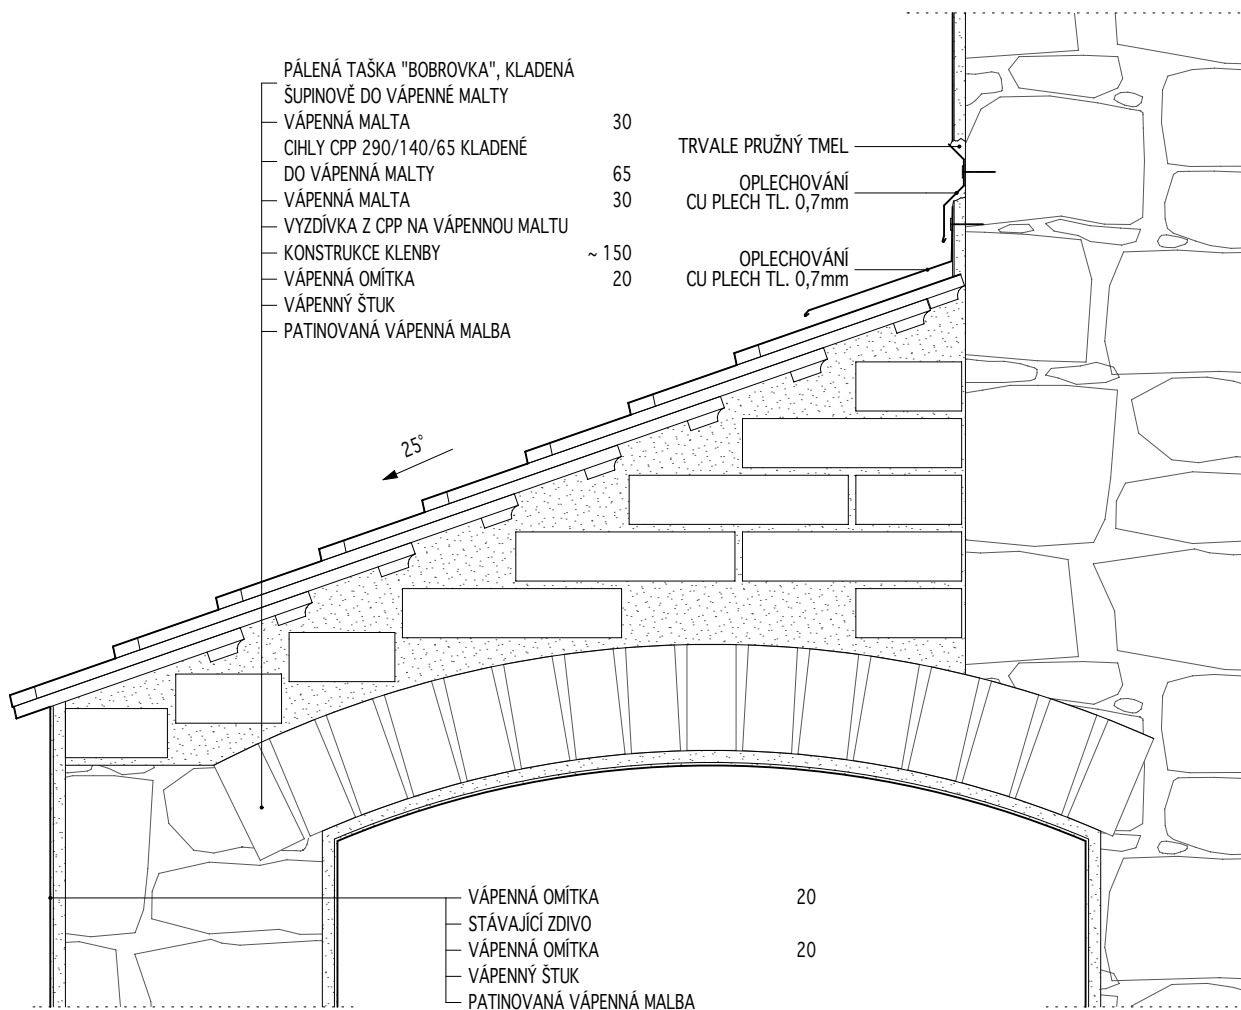 PÁLENÁ TAŠKA "BOBROVKA", KLADENÁ
ŠUPINOVĚ DO VÁPENNÉ MALTY
VÁPENNÁ MALTA 30
CIHLY CPP 290/140/65 KLADENÉ
DO VÁPENNÁ MALTY 65
VÁPENNÁ MALTA 30
VYZDÍVKA Z CPP NA VÁPENNOU MALTU
KONSTRUKCE KLENBY ~ 150
VÁPENNÁ OMÍTKA 20
VÁPENNÝ ŠTUK
PATINOVANÁ VÁPENNÁ MALBA
TRVALE PRUŽNÝ TMEL
OPLECHOVÁNÍ
CU PLECH TL. 0,7mm
OPLECHOVÁNÍ
CU PLECH TL. 0,7mm
25°
VÁPENNÁ OMÍTKA 20
STÁVAJÍCÍ ZDIVO
VÁPENNÁ OMÍTKA 20
VÁPENNÝ ŠTUK
PATINOVANÁ VÁPENNÁ MALBA